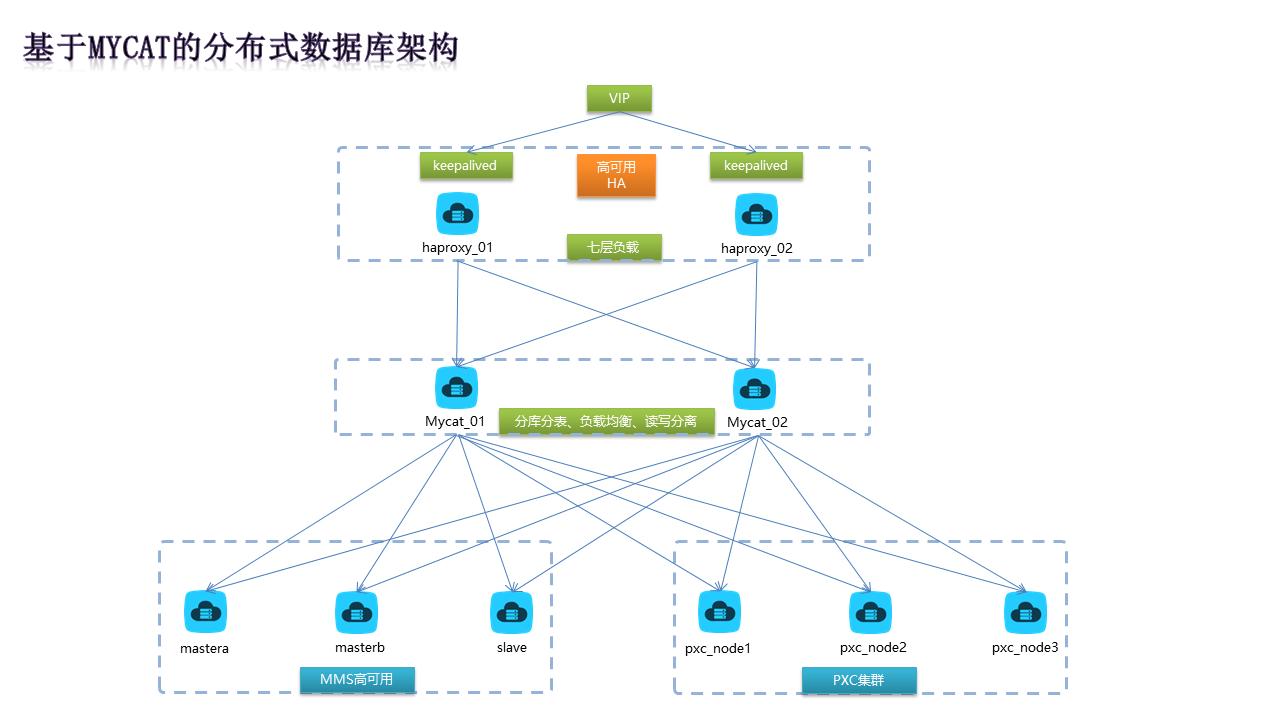 基于MYCAT的分布式数据库架构
VIP
keepalived
高可用
HA
keepalived
haproxy_01
七层负载
haproxy_02
Mycat_01
分库分表、负载均衡、读写分离
Mycat_02
mastera
masterb
slave
pxc_node1
pxc_node2
pxc_node3
MMS高可用
PXC集群